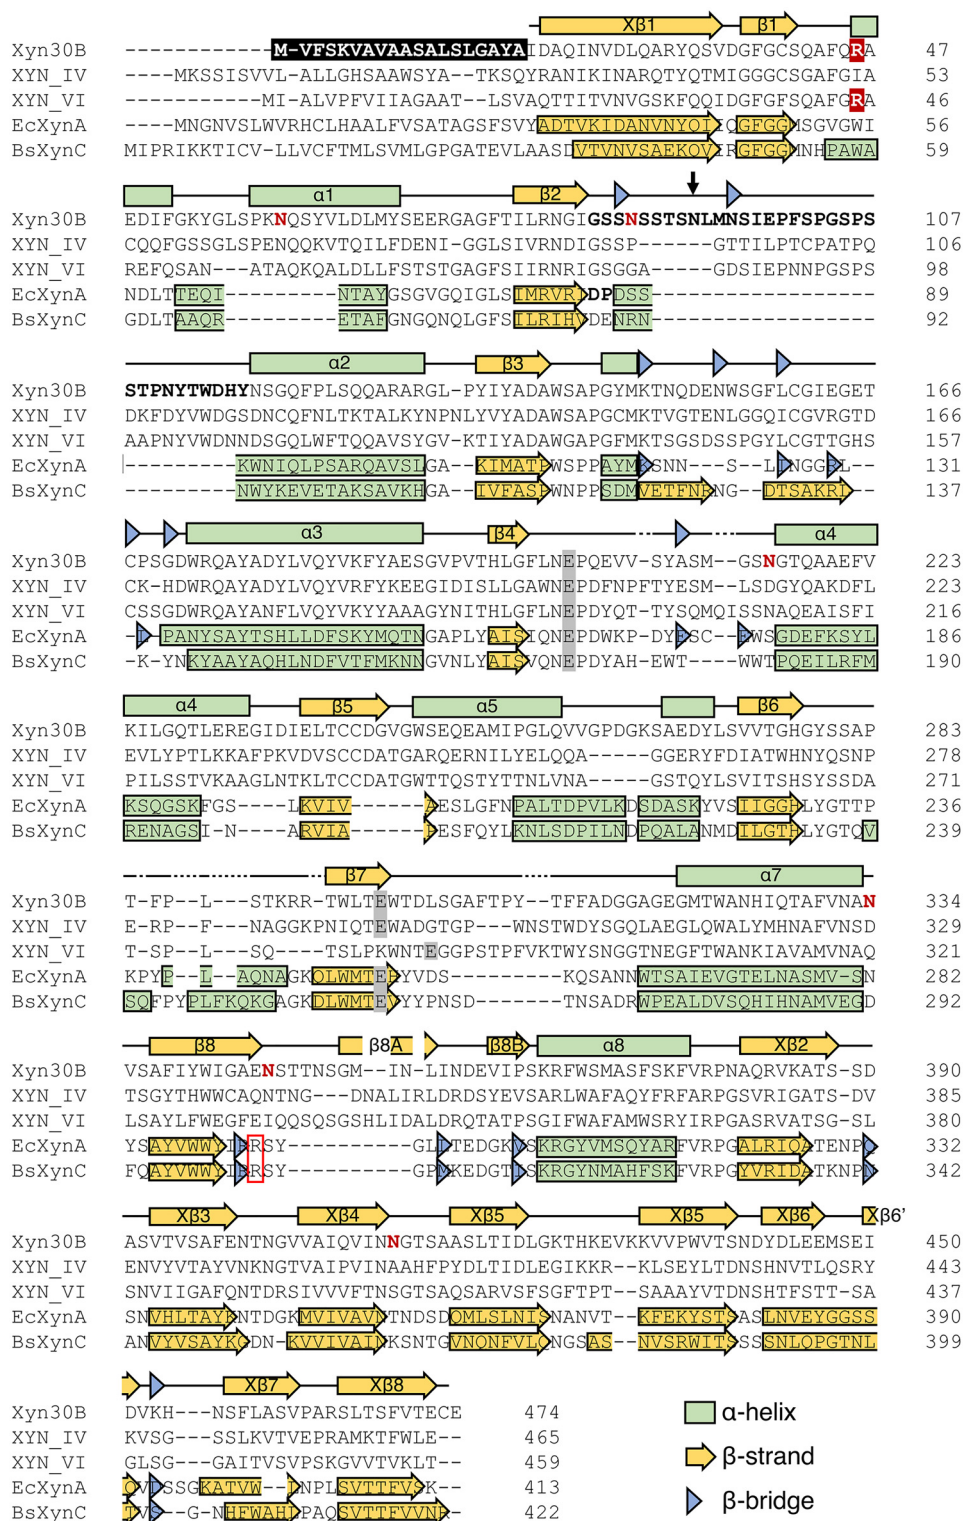 Xβ1 β1
Xyn30B ------------M-VFSKVAVAASALSLGAYAIDAQINVDLQARYQSVDGFGCSQAFQRA 47
XYN_IV ----MKSSISVVL-ALLGHSAAWSYA--TKSQYRANIKINARQTYQTMIGGGCSGAFGIA 53
XYN_VI -----------MI-ALVPFVIIAGAAT--LSVAQTTITVNVGSKFQQIDGFGFSQAFGRA 46
EcXynA ----MNGNVSLWVRHCLHAALFVSATAGSFSVYADTVKIDANVNYQIIQGFGGMSGVGWI 56
BsXynC MIPRIKKTICV-LLVCFTMLSVMLGPGATEVLAASDVTVNVSAEKQVIRGFGGMNHPAWA 59
α1 β2
Xyn30B EDIFGKYGLSPKNQSYVLDLMYSEERGAGFTILRNGIGSSNSSTSNLMNSIEPFSPGSPS 107
XYN_IV CQQFGSSGLSPENQQKVTQILFDENI-GGLSIVRNDIGSSP------GTTILPTCPATPQ 106
XYN_VI REFQSAN---ATAQKALDLLFSTSTGAGFSIIRNRIGSGGA------GDSIEPNNPGSPS 98
EcXynA NDLTTEQI---------NTAYGSGVGQIGLSIMRVRIDPDSS------------------ 89
BsXynC GDLTAAQR---------ETAFGNGQNQLGFSILRIHVDENRN------------------ 92
α2 β3
Xyn30B STPNYTWDHYNSGQFPLSQQARARGL-PYIYADAWSAPGYMKTNQDENWSGFLCGIEGET 166
XYN_IV DKFDYVWDGSDNCQFNLTKTALKYNPNLYVYADAWSAPGCMKTVGTENLGGQICGVRGTD 166
XYN_VI AAPNYVWDNNDSGQLWFTQQAVSYGV-KTIYADAWGAPGFMKTSGSDSSPGYLCGTTGHS 157
EcXynA ---------KWNIQLPSARQAVSLGA--KIMATPWSPPAYMKSNN---S--LINGGRL-- 131
BsXynC ---------NWYKEVETAKSAVKHGA--IVFASPWNPPSDMVETFNRNG--DTSAKRL-- 137
α3 β4 α4
Xyn30B CPSGDWRQAYADYLVQYVKFYAESGVPVTHLGFLNEPQEVV-SYASM--GSNGTQAAEFV 223
XYN_IV CK-HDWRQAYADYLVQYVRFYKEEGIDISLLGAWNEPDFNPFTYESM--LSDGYQAKDFL 223
XYN_VI CSSGDWRQAYANFLVQYVKYYAAAGYNITHLGFLNEPDYQT-TYSQMQISSNAQEAISFI 216
EcXynA -LPANYSAYTSHLLDFSKYMQTNGAPLYAISIQNEPDWKP-DYESC--EWSGDEFKSYL 186
BsXynC -K-YNKYAAYAQHLNDFVTFMKNNGVNLYAISVQNEPDYAH-EWT----WWTPQEILRFM 190
α4 β5 α5 β6
Xyn30B KILGQTLEREGIDIELTCCDGVGWSEQEAMIPGLQVVGPDGKSAEDYLSVVTGHGYSSAP 283
XYN_IV EVLYPTLKKAFPKVDVSCCDATGARQERNILYELQQA-----GGERYFDIATWHNYQSNP 278
XYN_VI PILSSTVKAAGLNTKLTCCDATGWTTQSTYTTNLVNA-----GSTQYLSVITSHSYSSDA 271
EcXynA KSQGSKFGS---LKVIV------AESLGFNPALTDPVLKDSDASKYVSIIGGHLYGTTP 236
BsXynC RENAGSI-N---ARVIA------PESFQYLKNLSDPILNDPQALANMDILGTHLYGTQV 239
β7 α7
Xyn30B T-FP--L---STKRR-TWLTEWTDLSGAFTPY--TFFADGGAGEGMTWANHIQTAFVNAN 334
XYN_IV E-RP--F---NAGGKPNIQTEWADGTGP----WNSTWDYSGQLAEGLQWALYMHNAFVNSD 329
XYN_VI T-SP--L---SQ---TSLPKWNTEGGPSTPFVKTWYSNGGTNEGFTWANKIAVAMVNAQ 321
EcXynA KPYP--L--AQNAGKQLWMTEHYVDS---------KQSANNWTSAIEVGTELNASMV-SN 282
BsXynC SQFPYPLFKQKGAGKDLWMTEVYYPNSD-------TNSADRWPEALDVSQHIHNAMVEGD 292
β8 β8A β8B α8 Xβ2
Xyn30B VSAFIYWIGAENSTTNSGM--IN-LINDEVIPSKRFWSMASFSKFVRPNAQRVKATS-SD 390
XYN_IV TSGYTHWWCAQNTNG---DNALIRLDRDSYEVSARLWAFAQYSRFARPGSVRIGATS-DV 385
XYN_VI LSAYLFWEGFEIQQSQSGSHLIDALDRQTATPSGIFWAFAMWSRYIRPGASRVATSG-SL 380
EcXynA YSAYVWWYIRRSY----------GLLTEDGKVSKRGYVMSQYARFVRPGALRIQATENPQ 332
BsXynC FQAYVWWYIRRSY----------GPMKEDGTISKRGYNMAHFSKFVRPGYVRIDATKNPN 342
Xβ3 Xβ4 Xβ5 Xβ5 Xβ6 Xβ6’
Xyn30B ASVTVSAFENTNGVVAIQVINNGTSAASLTIDLGKTHKEVKKVVPWVTSNDYDLEEMSEI 450
XYN_IV ENVYVTAYVNKNGTVAIPVINAAHFPYDLTIDLEGIKKR--KLSEYLTDNSHNVTLQSRY 443
XYN_VI SNVIIGAFQNTDRSIVVVFTNSGTSAQSARVSFSGFTPT--SAAAYVTDNSHTFSTT-SA 437
EcXynA SNVHLTAYKNTDGKMVIVAVNTNDSDQMLSLNISNANVT--KFEKYSTSASLNVEYGGSS 390
BsXynC ANVYVSAYKGDN-KVVIVAINKSNTGVNQNFVLQNGSAS--NVSRWITSSSSNLQPGTNL 399
Xβ7 Xβ8
Xyn30B DVKH---NSFLASVPARSLTSFVTECE 474
XYN_IV KVSG---SSLKVTVEPRAMKTFWLE-- 465
XYN_VI GLSG---GAITVSVPSKGVVTVKLT-- 459
EcXynA QVDSSGKATVW--LNPLSVTTFVSK-- 413
BsXynC TVS--G-NHFWAHLPAQSVTTFVVNR- 422
α-helix
β-strand
β-bridge